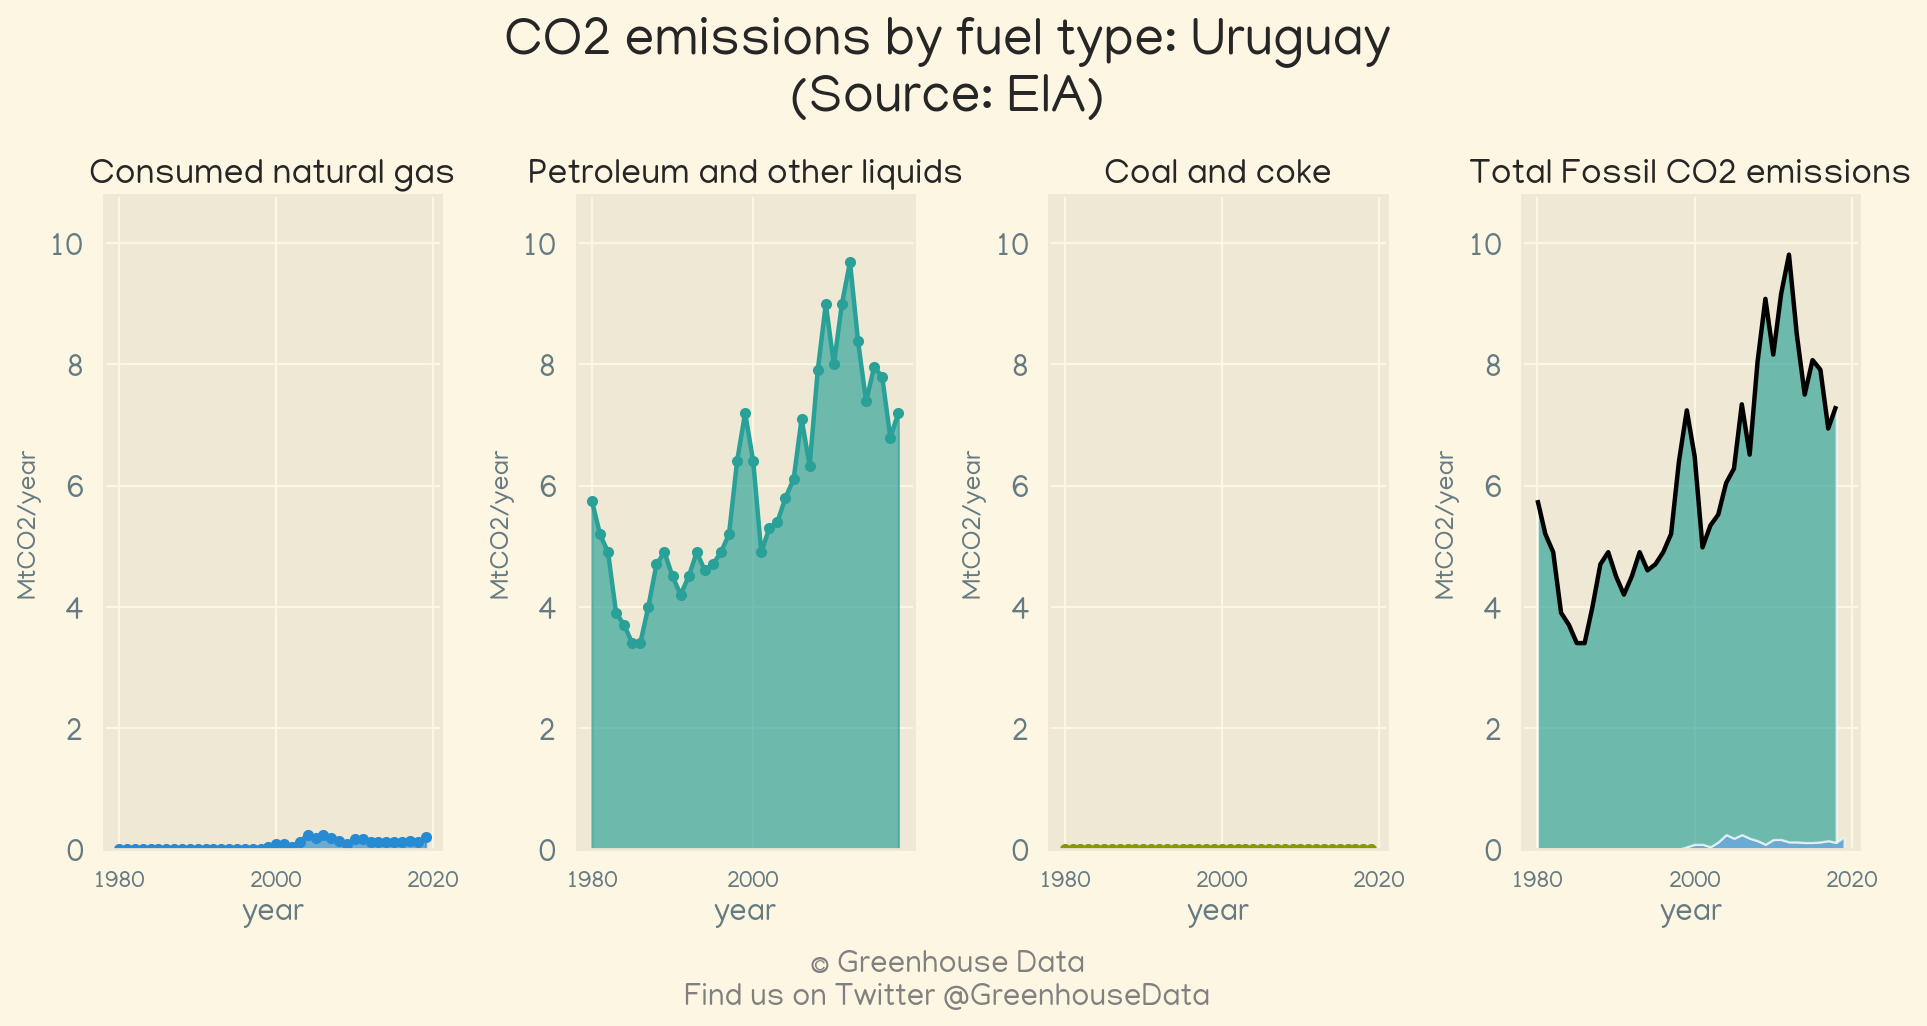 CO2 emissions by fuel type: Uruguay
(Source: EIA)
Consumed natural gas
Petroleum and other liquids
Coal and coke
Total Fossil CO2 emissions
MtCO2/year
10
8
6
4
2
0
1980 2000 2020
year
MtCO2/year
10
8
6
4
2
0
1980 2000
year
MtCO2/year
10
8
6
4
2
0
1980 2000 2020
year
MtCO2/year
10
8
6
4
2
0
1980 2000 2020
year
© Greenhouse Data
Find us on Twitter @GreenhouseData